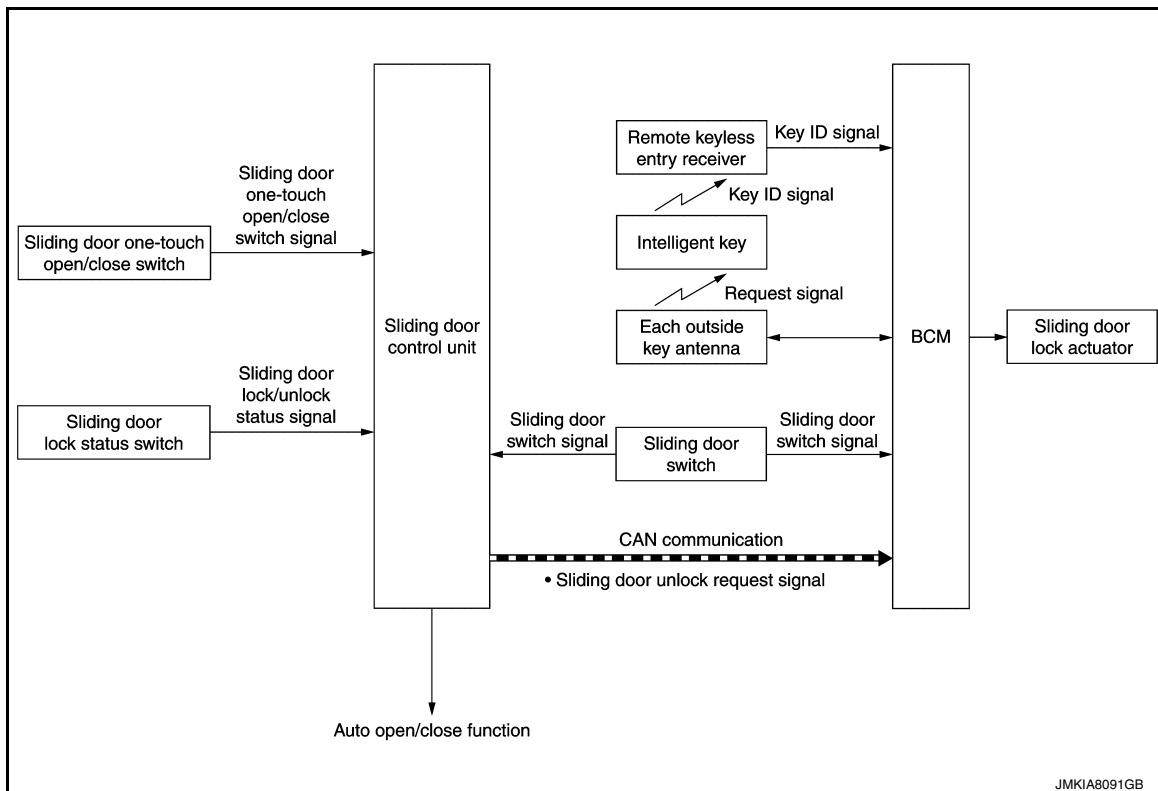 Sliding door
one-touch
open/close
switch signal
Sliding door one-touch
open/close switch
Sliding door
lock/unlock
status signal
Sliding door
lock status switch
Sliding door
control unit
Auto open/close function
Remote keyless
entry receiver
Key ID signal
Key ID signal
Intelligent key
Request signal
Each outside
key antenna
Sliding door
switch signal
Sliding door
switch
Sliding door
switch signal
CAN communication
• Sliding door unlock request signal
BCM
Sliding door
lock actuator
JMKIA8091GB